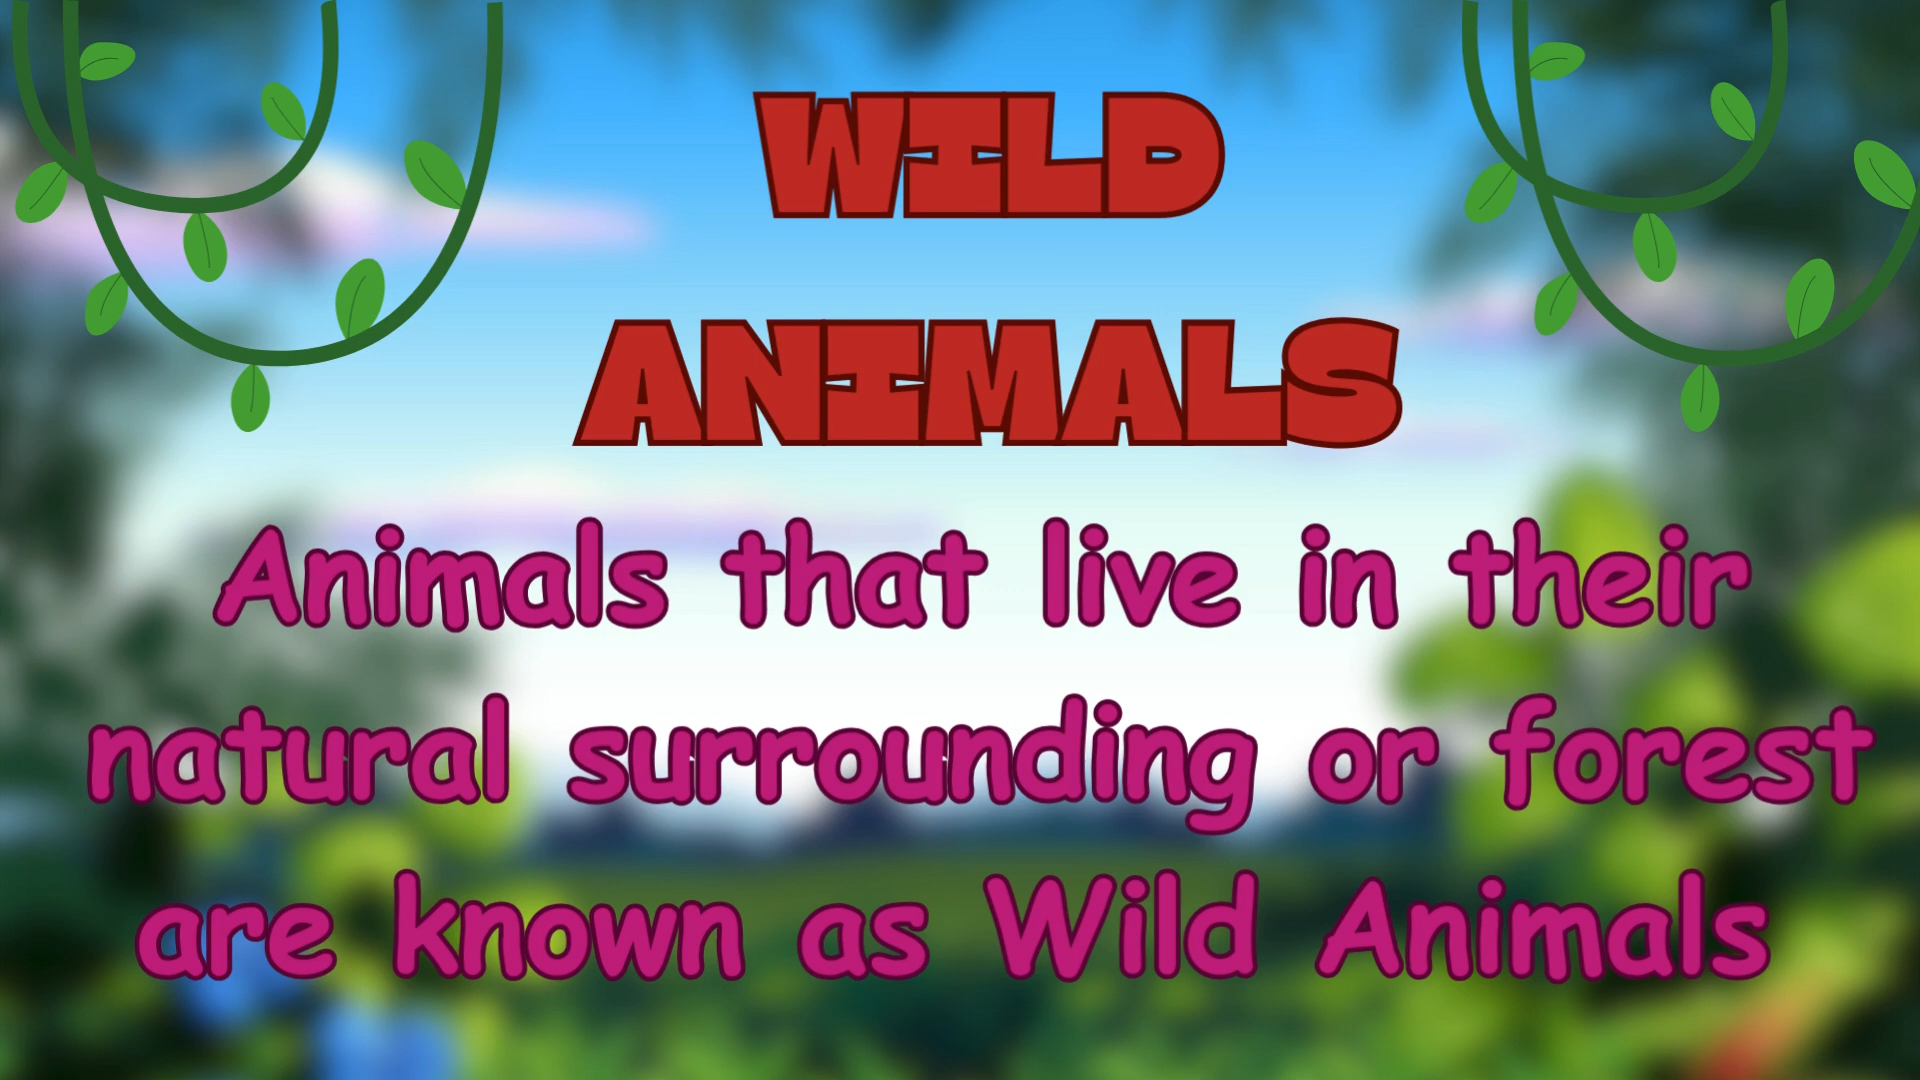 WILD
ANIMALS
Animals that live in their
natural surrounding or forest
are known as Wild Animals